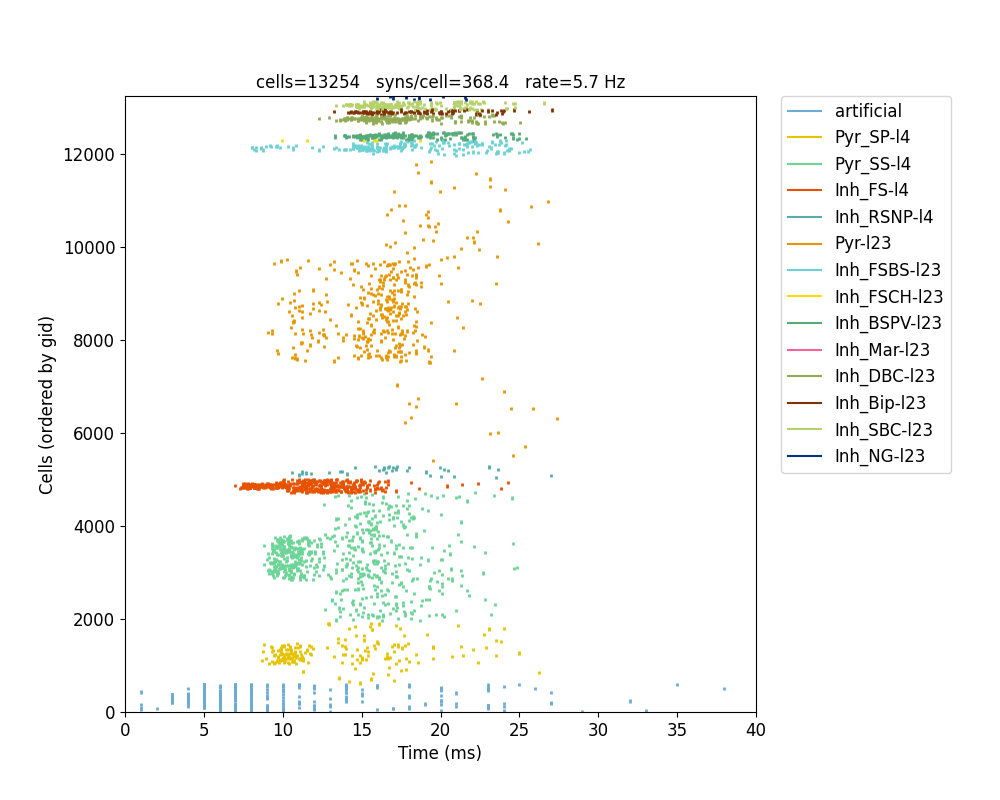 cells=13254   syns/cell=368.4   rate=5.7 Hz
artificial
Pyr_SP-l4
Pyr_SS-l4
Inh_FS-l4
Inh_RSNP-l4
Pyr-l23
Inh_FSBS-l23
Inh_FSCH-l23
Inh_BSPV-l23
Inh_Mar-l23
Inh_DBC-l23
Inh_Bip-l23
Inh_SBC-l23
Inh_NG-l23
Cells (ordered by gid)
12000
10000
8000
6000
4000
2000
0
0 5 10 15 20 25 30 35 40
Time (ms)